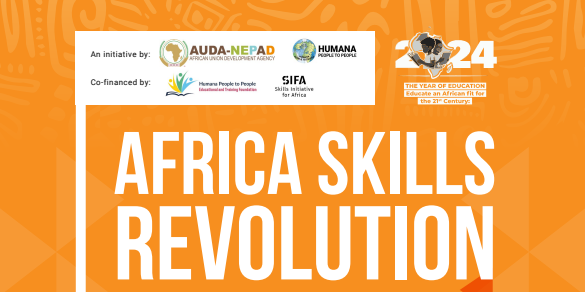 An initiative by:
AUDA-NEPAD
AFRICAN UNION DEVELOPMENT AGENCY
HUMANA
PEOPLE TO PEOPLE
Co-financed by:
Humana People to People
Educational and Training Foundation
SIFA
Skills Initiative
for Africa
2024
THE YEAR OF EDUCATION
Educate an African fit for
the 21st Century:
AFRICA SKILLS
REVOLUTION